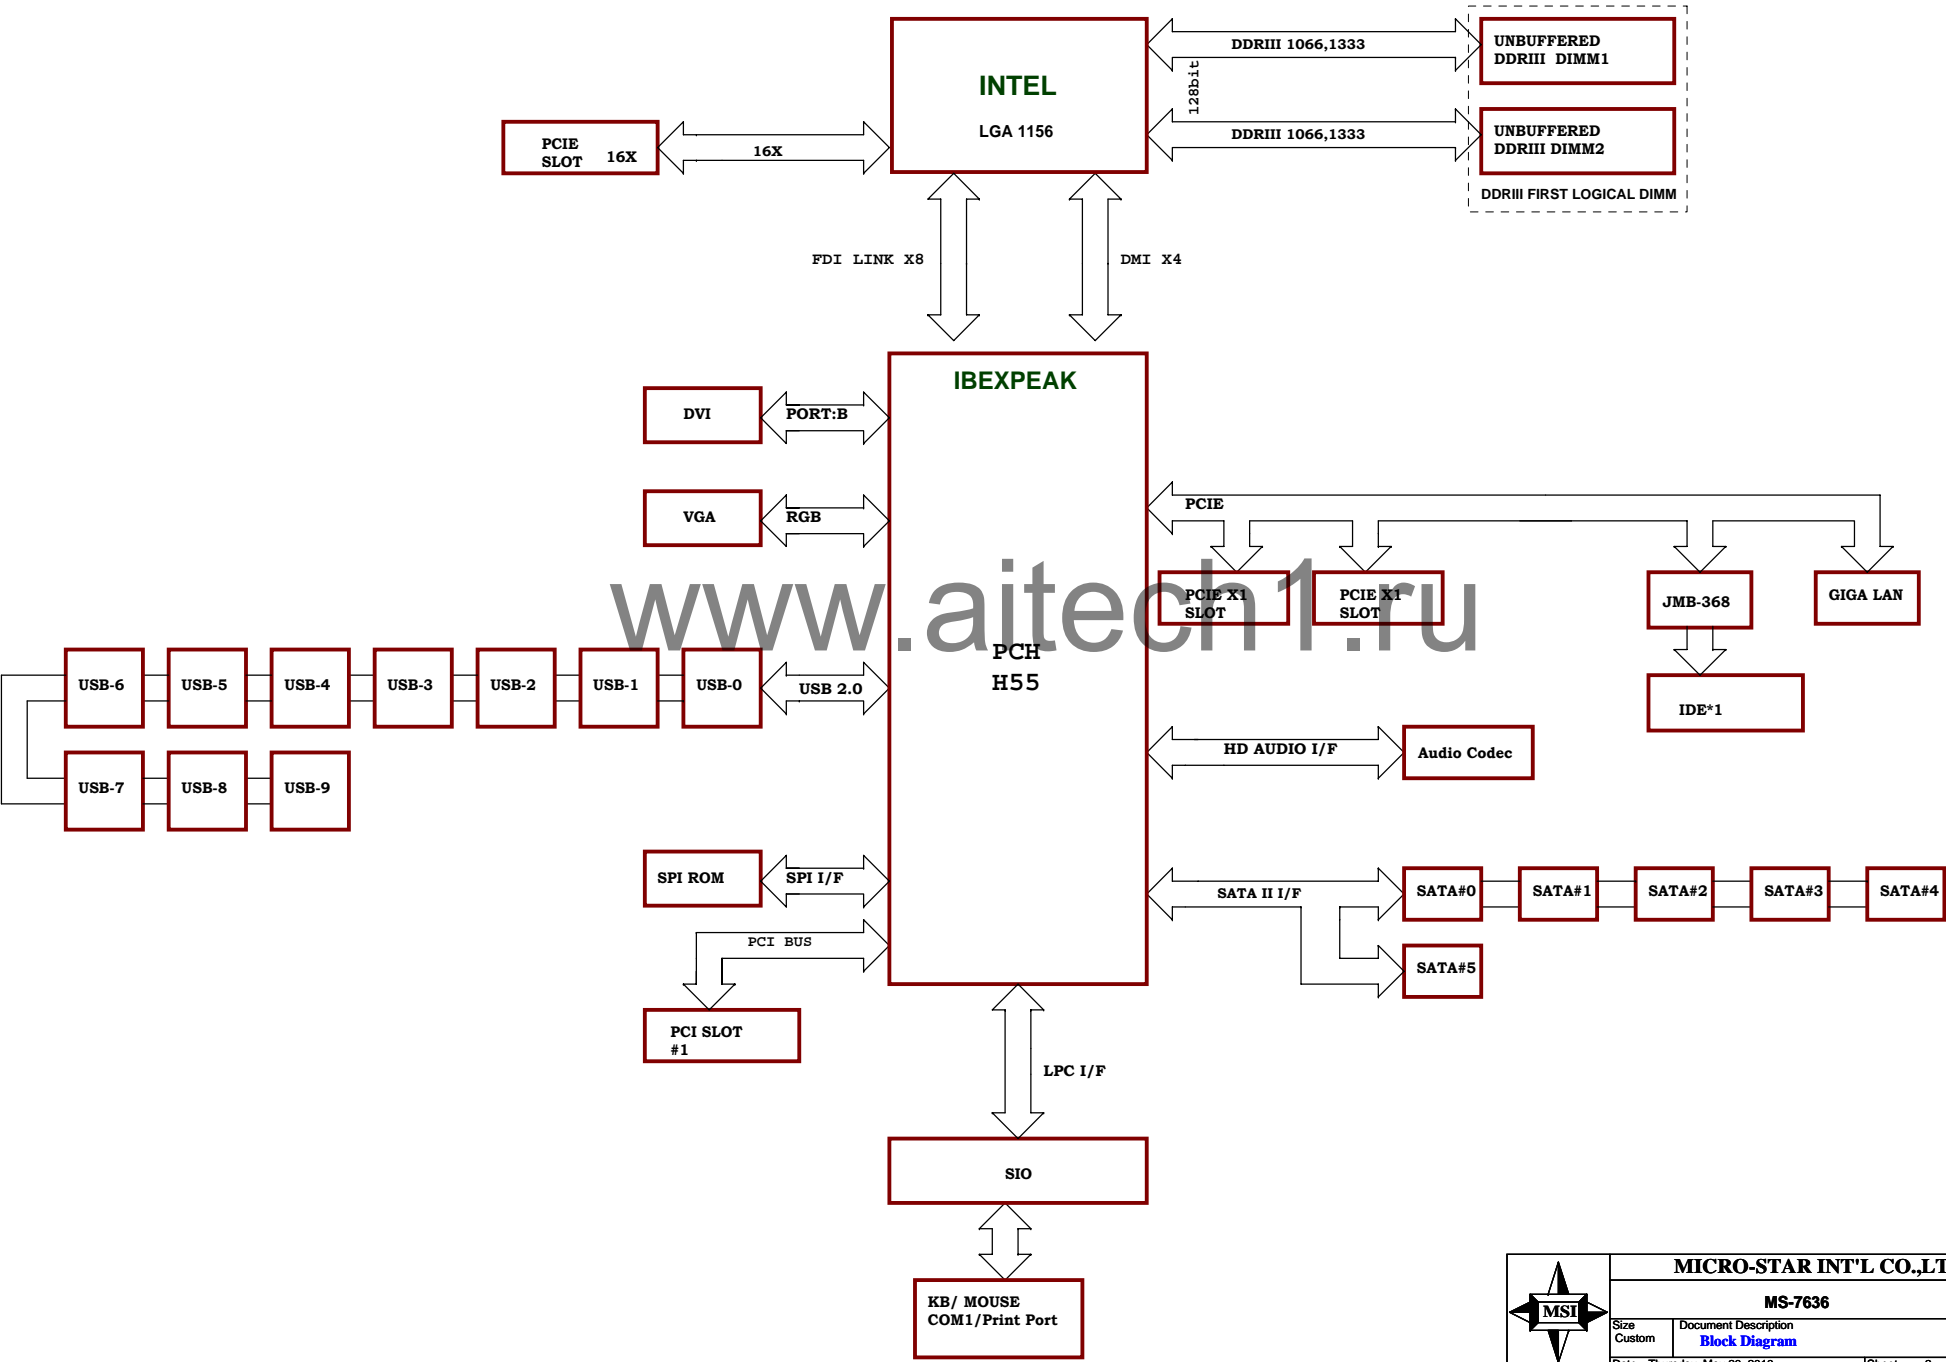 INTEL
LGA 1156
DDRIII 1066,1333
128bit
DDRIII 1066,1333
UNBUFFERED
DDRIII  DIMM1
UNBUFFERED
DDRIII DIMM2
DDRIII FIRST LOGICAL DIMM
PCIE
SLOT 16X
16X
FDI LINK X8
DMI X4
IBEXPEAK
DVI
PORT:B
VGA
RGB
PCIE
PCIE X1
SLOT
PCIE X1
SLOT
JMB-368
GIGA LAN
IDE*1
www.aitech1.ru
PCH
H55
USB-6
USB-5
USB-4
USB-3
USB-2
USB-1
USB-0
USB 2.0
USB-7
USB-8
USB-9
HD AUDIO I/F
Audio Codec
SPI ROM
SPI I/F
SATA II I/F
SATA#0
SATA#1
SATA#2
SATA#3
SATA#4
SATA#5
PCI BUS
PCI SLOT
#1
LPC I/F
SIO
KB/ MOUSE
COM1/Print Port
MSI
MICRO-STAR INT'L CO.,LT
MS-7636
Size
Custom
Document Description
Block Diagram